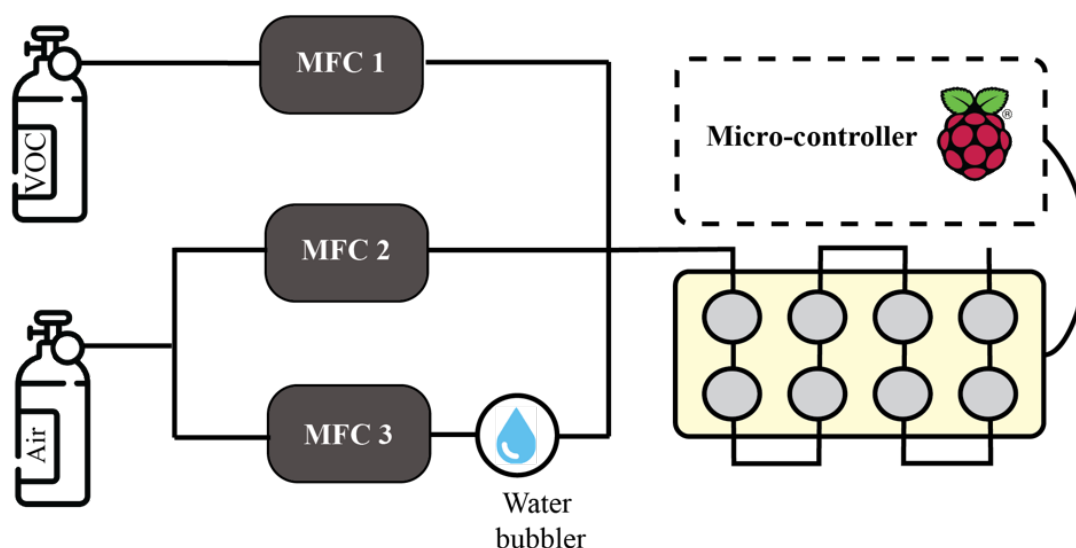 MFC 1
VOC
Micro-controller
®
MFC 2
Air
MFC 3
Water
bubbler